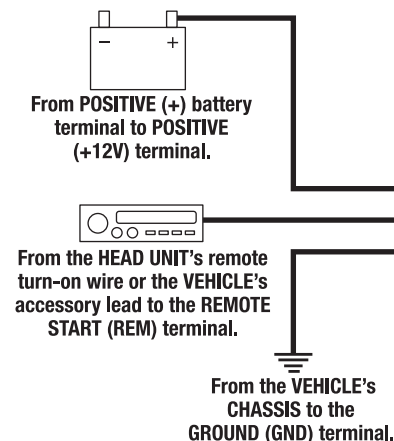 − +
From POSITIVE (+) battery
terminal to POSITIVE
(+12V) terminal.
From the HEAD UNIT's remote
turn-on wire or the VEHICLE's
accessory lead to the REMOTE
START (REM) terminal.
From the VEHICLE's
CHASSIS to the
GROUND (GND) terminal.